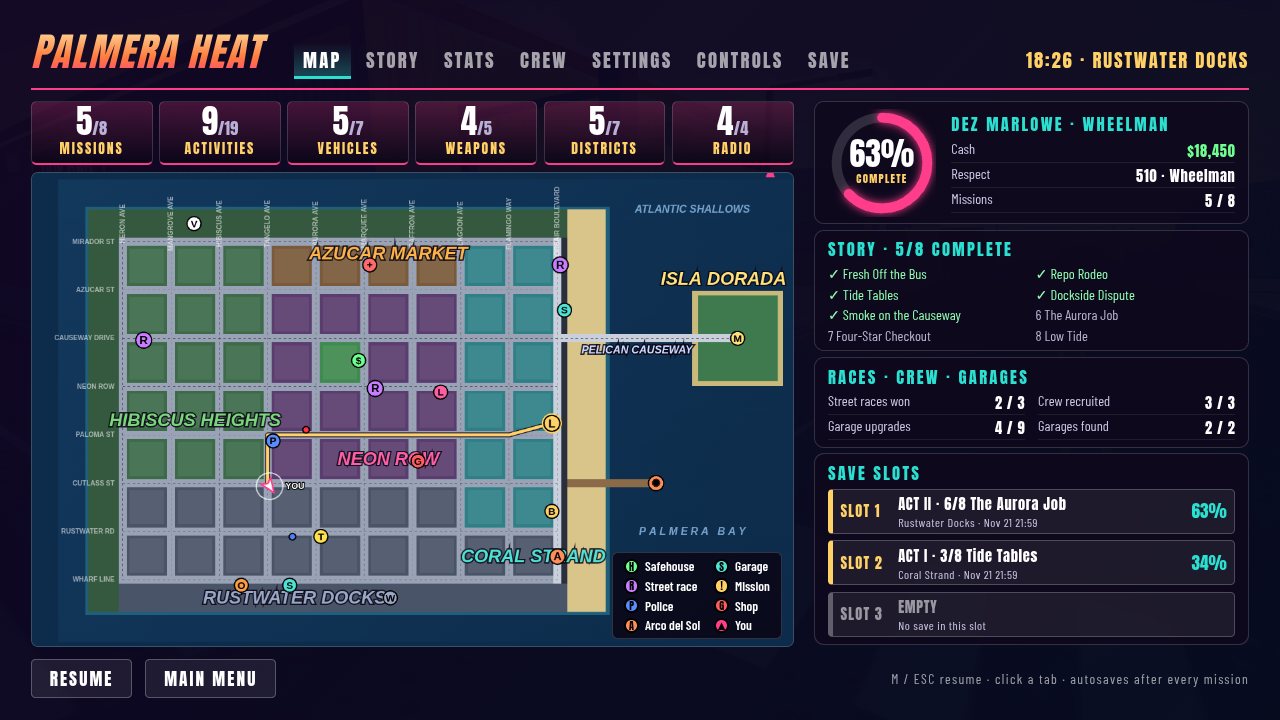 PALMERA HEAT
MAP STORY STATS CREW SETTINGS CONTROLS SAVE
18:26 · RUSTWATER DOCKS
5/8 MISSIONS
9/19 ACTIVITIES
5/7 VEHICLES
4/5 WEAPONS
5/7 DISTRICTS
4/4 RADIO
MANGROVE AVE
HIBISCUS AVE
FLAMINGO WAY
MIRADOR ST
AZUCAR ST
CAUSEWAY DRIVE
NEON ROW
PALOMA ST
CUTLASS ST
RUSTWATER RD
WHARF LINE
ATLANTIC SHALLOWS
AZUCAR MARKET
ISLA DORADA
PELICAN CAUSEWAY
HIBISCUS HEIGHTS
NEON ROW
YOU
PALMERA BAY
CORAL STRAND
RUSTWATER DOCKS
V
R
S
M
R
$
R
L
L
P
B
T
A
O
S
W
H Safehouse
S Garage
R Street race
! Mission
P Police
G Shop
A Arco del Sol
You
63%
COMPLETE
DEZ MARLOWE · WHEELMAN
Cash $18,450
Respect 510 · Wheelman
Missions 5 / 8
STORY · 5/8 COMPLETE
✓ Fresh Off the Bus
✓ Repo Rodeo
✓ Tide Tables
✓ Dockside Dispute
✓ Smoke on the Causeway
6 The Aurora Job
7 Four-Star Checkout
8 Low Tide
RACES · CREW · GARAGES
Street races won 2 / 3
Crew recruited 3 / 3
Garage upgrades 4 / 9
Garages found 2 / 2
SAVE SLOTS
SLOT 1
ACT II · 6/8 The Aurora Job
Rustwater Docks · Nov 21 21:59
63%
SLOT 2
ACT I · 3/8 Tide Tables
Coral Strand · Nov 21 21:59
34%
SLOT 3
EMPTY
No save in this slot
RESUME
MAIN MENU
M / ESC resume · click a tab · autosaves after every mission